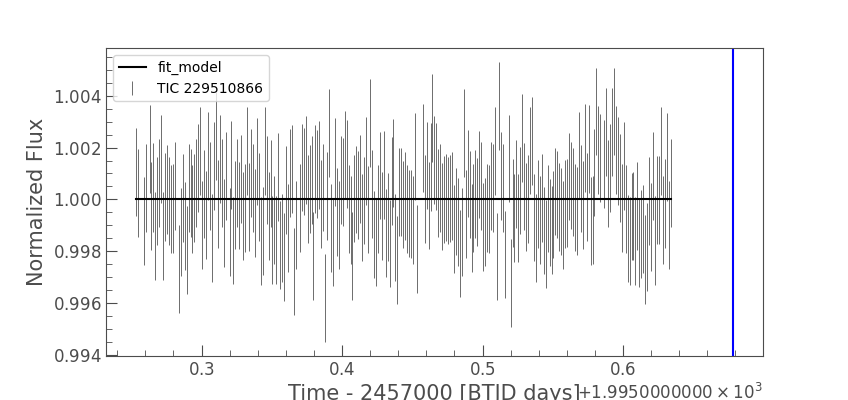 fit_model
TIC 229510866
1.004
1.002
1.000
0.998
0.996
0.994
Normalized Flux
0.3 0.4 0.5 0.6
Time - 2457000 [BTJD days]
+1.9950000000 × 10³